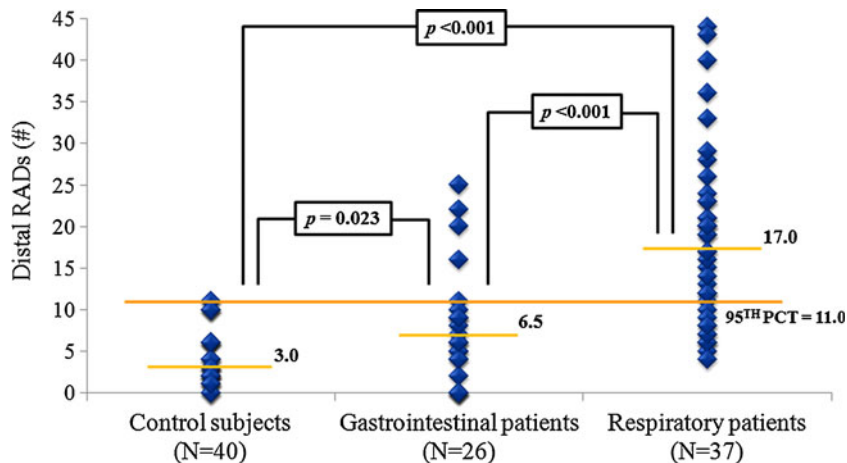 Distal RADs (#)
45
40
35
30
25
20
15
10
5
0
p <0.001
p <0.001
p = 0.023
17.0
6.5
3.0
95TH PCT = 11.0
Control subjects
(N=40)
Gastrointestinal patients
(N=26)
Respiratory patients
(N=37)